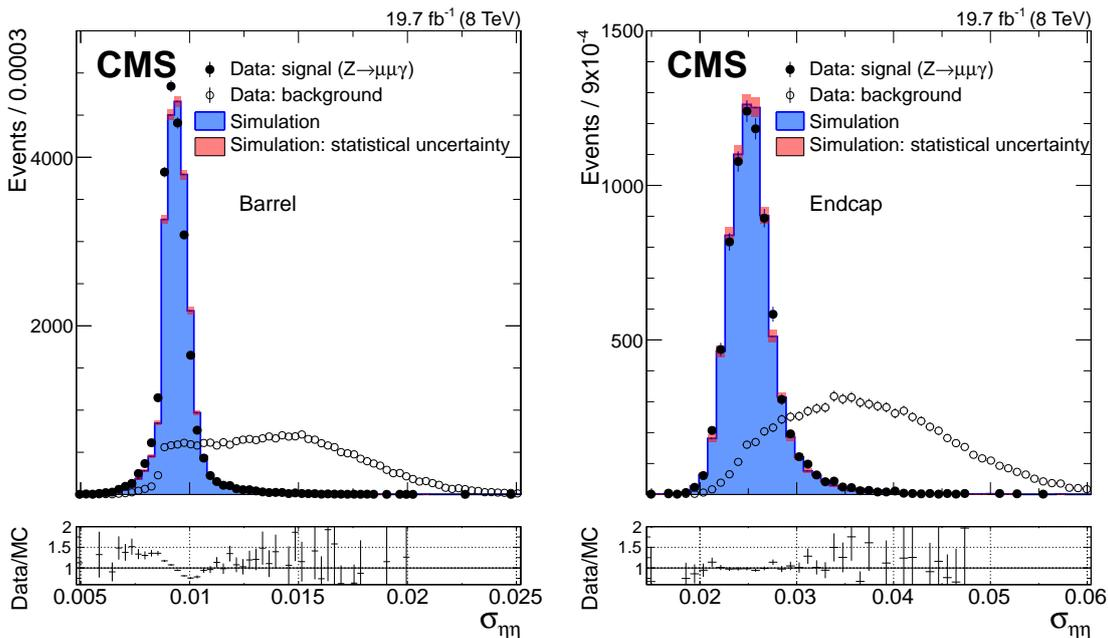 19.7 fb⁻¹ (8 TeV)
CMS
Data: signal (Z→μμγ)
Data: background
Simulation
Simulation: statistical uncertainty
Barrel
Events / 0.0003
4000
2000
Data/MC
2
1.5
1
0.005 0.01 0.015 0.02 0.025
σηη
19.7 fb⁻¹ (8 TeV)
CMS
Data: signal (Z→μμγ)
Data: background
Simulation
Simulation: statistical uncertainty
Endcap
Events / 9x10⁻⁴
1500
1000
500
Data/MC
2
1.5
1
0.02 0.03 0.04 0.05 0.06
σηη